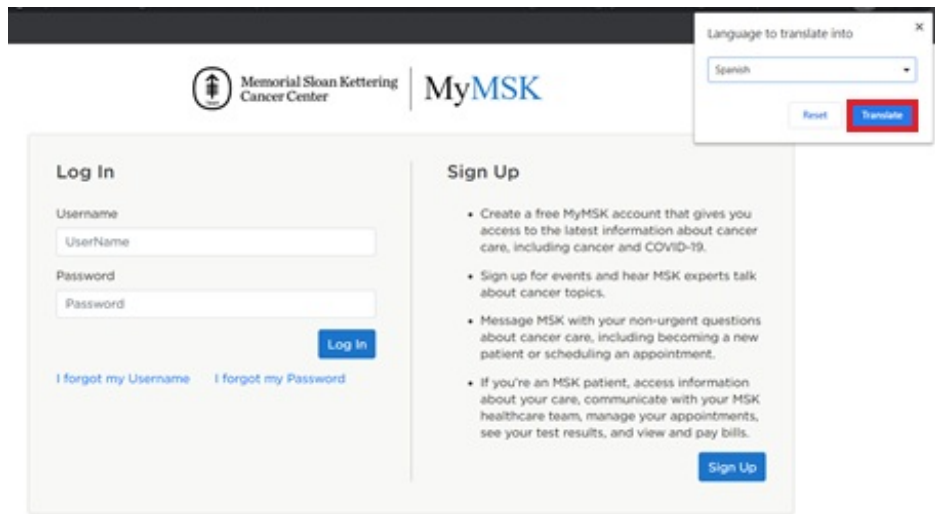 Language to translate into
Spanish
Reset
Translate
Memorial Sloan Kettering
Cancer Center
MyMSK
Log In
Username
UserName
Password
Password
Log In
I forgot my Username
I forgot my Password
Sign Up
• Create a free MyMSK account that gives you
access to the latest information about cancer
care, including cancer and COVID-19.
• Sign up for events and hear MSK experts talk
about cancer topics.
• Message MSK with your non-urgent questions
about cancer care, including becoming a new
patient or scheduling an appointment.
• If you're an MSK patient, access information
about your care, communicate with your MSK
healthcare team, manage your appointments,
see your test results, and view and pay bills.
Sign Up